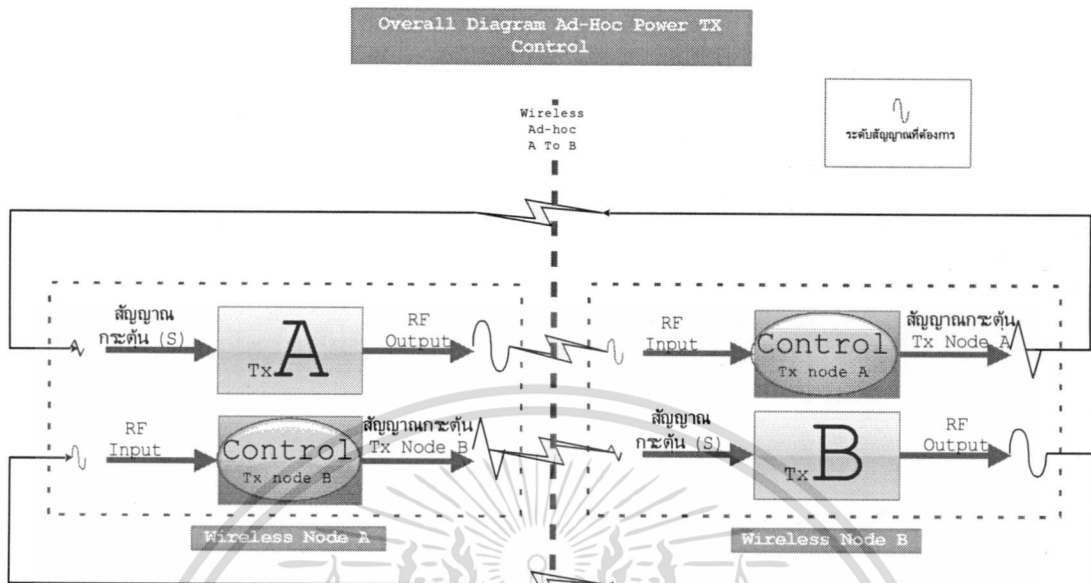 Overall Diagram Ad-Hoc Power TX
Control
Wireless
Ad-hoc
A To B
ระดับสัญญาณที่ต้องการ
สัญญาณ
กระตุ้น (S)
Tx A
RF
Output
RF
Input
Control
Tx node A
สัญญาณกระตุ้น
Tx Node A
RF
Input
Control
Tx node B
สัญญาณกระตุ้น
Tx Node B
สัญญาณ
กระตุ้น (S)
Tx B
RF
Output
Wireless Node A
Wireless Node B